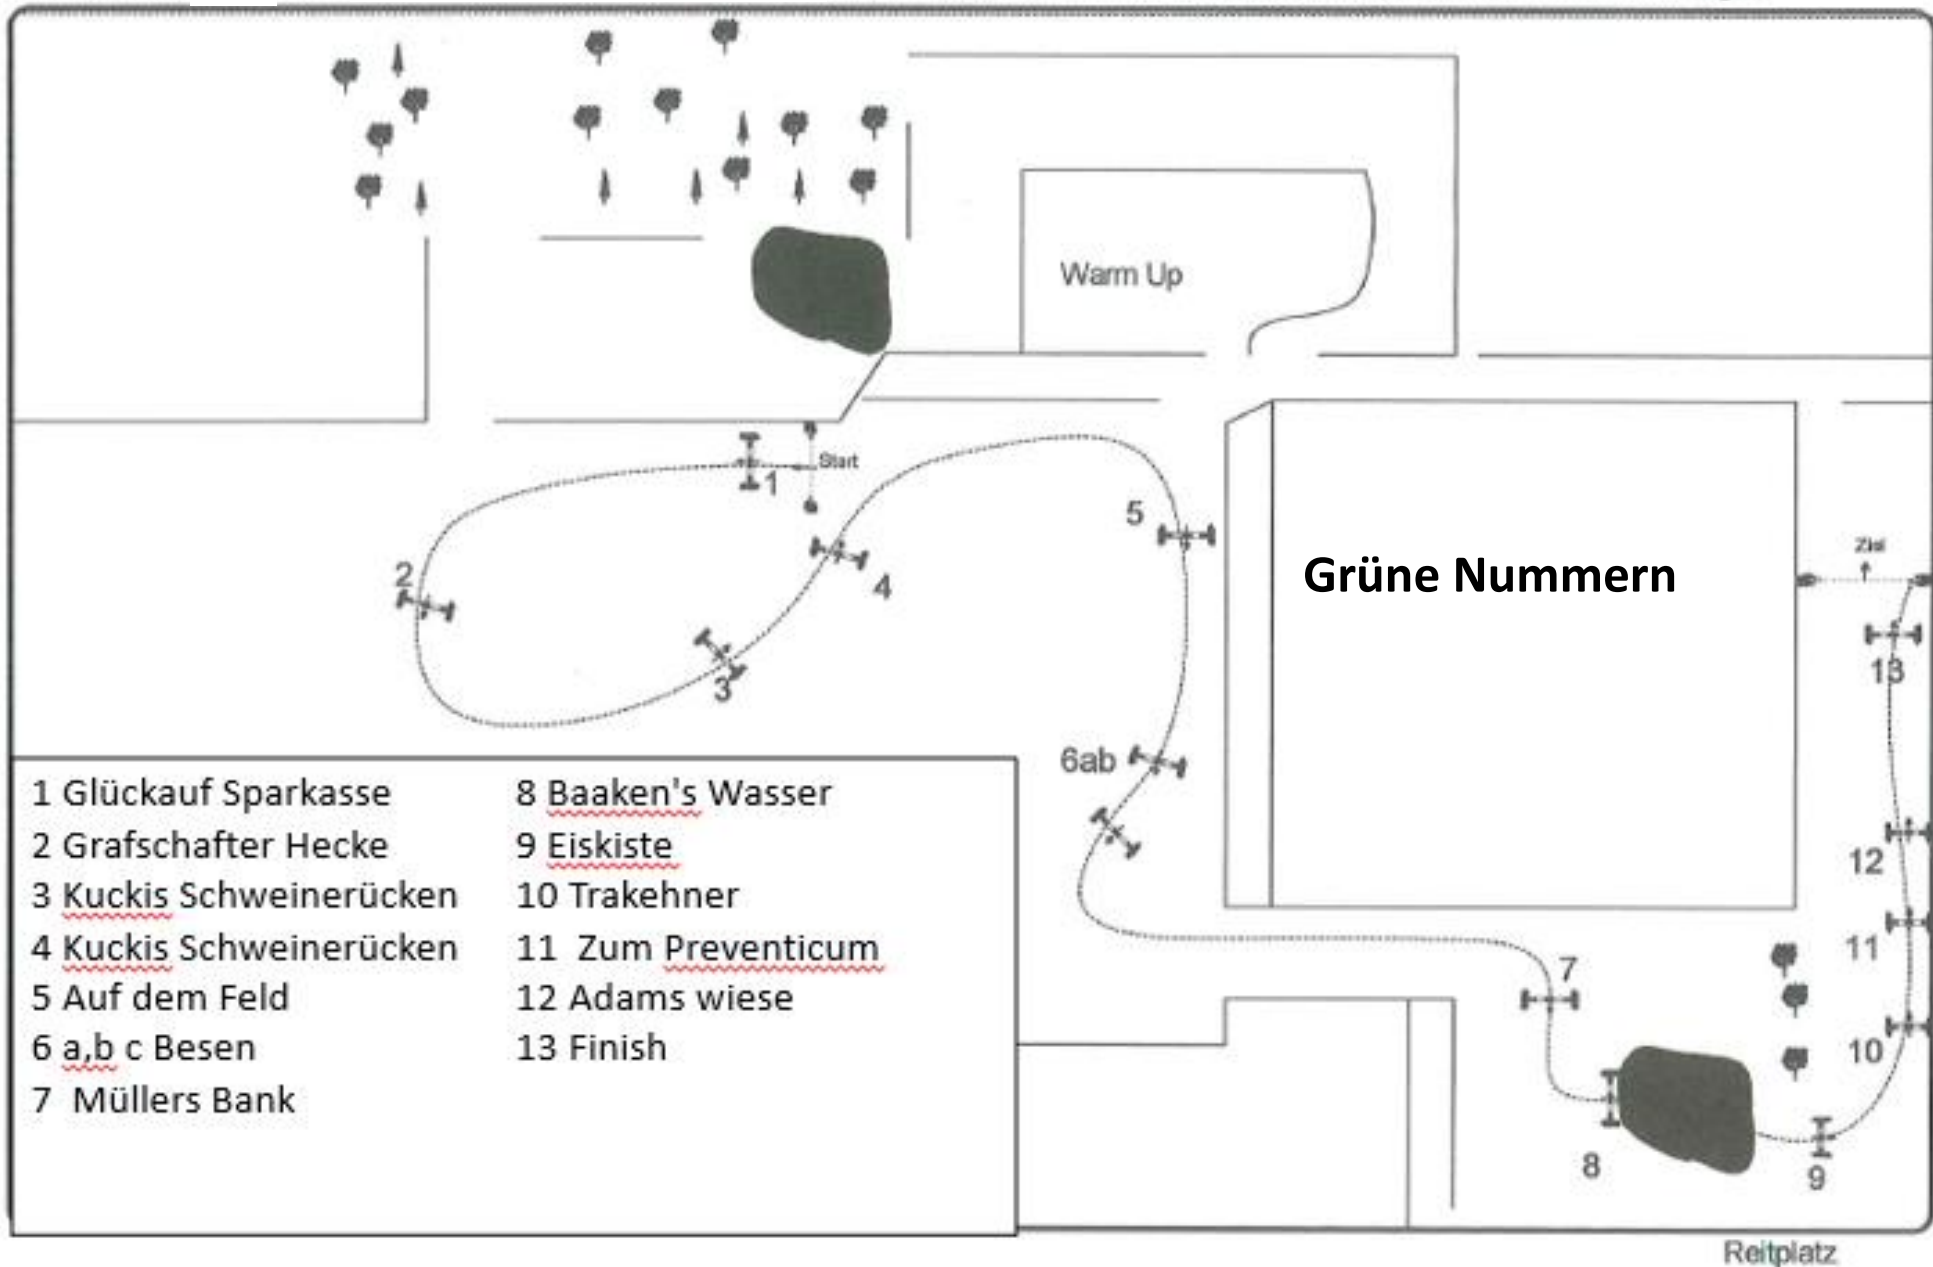 Warm Up
Start
1
2
3
4
5
6ab
Grüne Nummern
Ziel
13
12
11
10
7
8
9
1 Glückauf Sparkasse
2 Grafschafter Hecke
3 Kuckis Schweinerücken
4 Kuckis Schweinerücken
5 Auf dem Feld
6 a,b c Besen
7 Müllers Bank
8 Baaken's Wasser
9 Eiskiste
10 Trakehner
11 Zum Preventicum
12 Adams wiese
13 Finish
Reitplatz